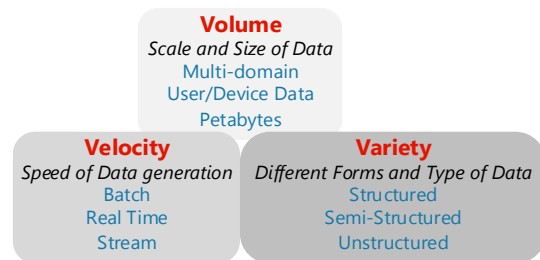 Volume
Scale and Size of Data
Multi-domain
User/Device Data
Petabytes
Velocity
Speed of Data generation
Batch
Real Time
Stream
Variety
Different Forms and Type of Data
Structured
Semi-Structured
Unstructured